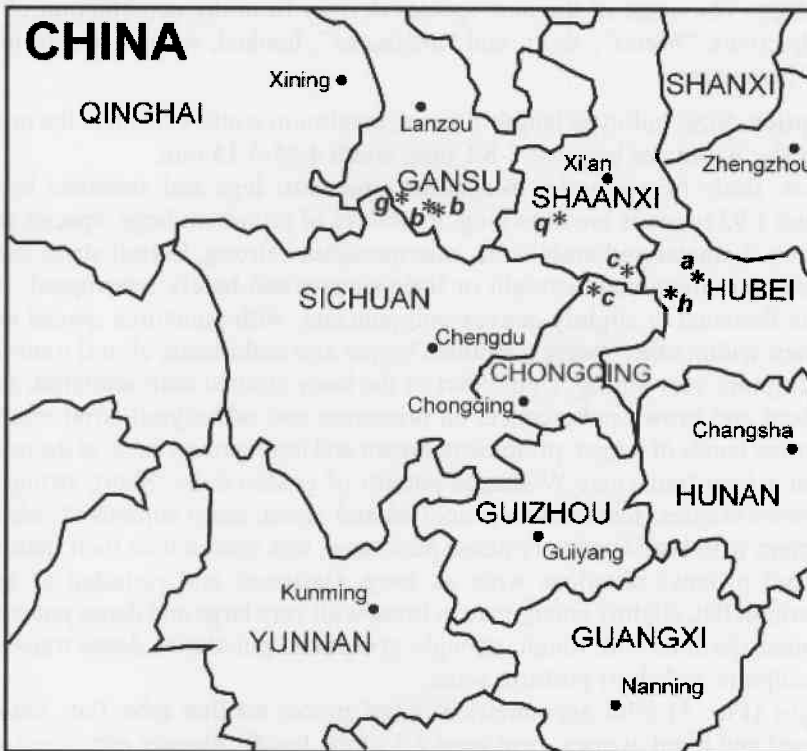 CHINA
Xining
QINGHAI
SHANXI
Lanzou
Zhengzhou
Xi'an
GANSU
SHAANXI
g*
b**b
q*
c*
*c
a
*
*h
HUBEI
SICHUAN
Chengdu
CHONGQING
Chongqing
Changsha
HUNAN
GUIZHOU
Guiyang
Kunming
YUNNAN
GUANGXI
Nanning